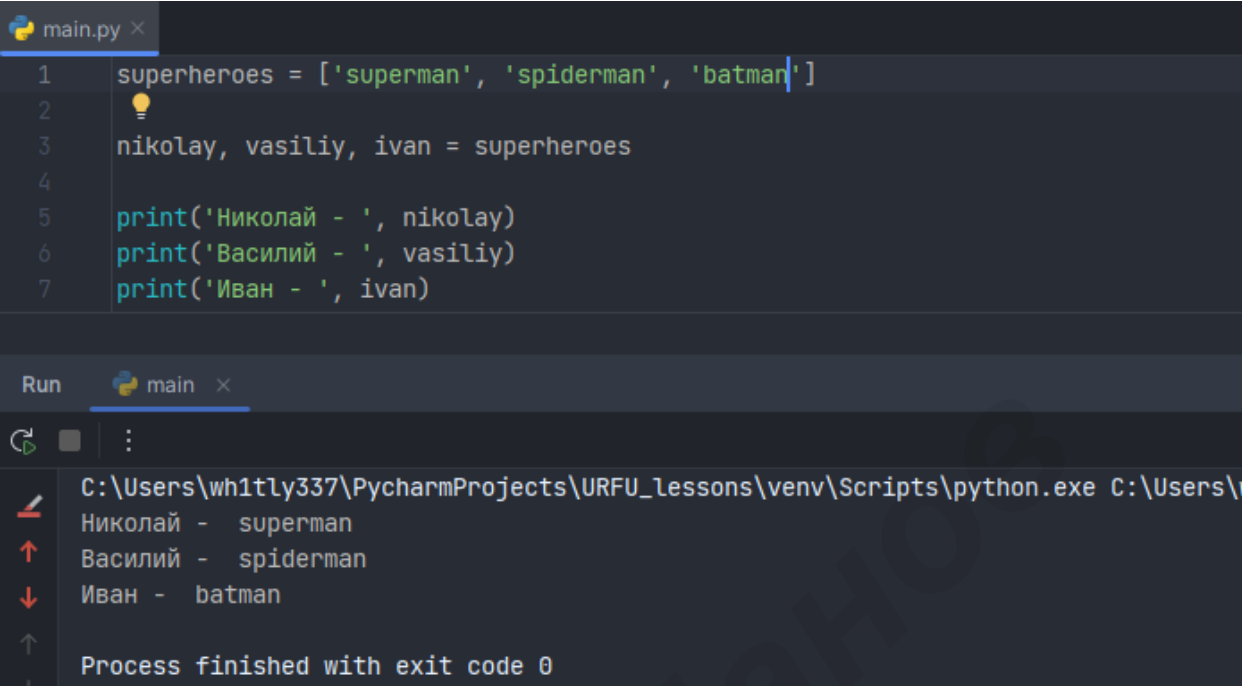 main.py
1 superheroes = ['superman', 'spiderman', 'batman']
2
3 nikolay, vasiliy, ivan = superheroes
4
5 print('Николай - ', nikolay)
6 print('Василий - ', vasiliy)
7 print('Иван - ', ivan)
Run main
C:\Users\wh1tly337\PycharmProjects\URFU_lessons\venv\Scripts\python.exe C:\Users\
Николай -  superman
Василий -  spiderman
Иван -  batman
Process finished with exit code 0